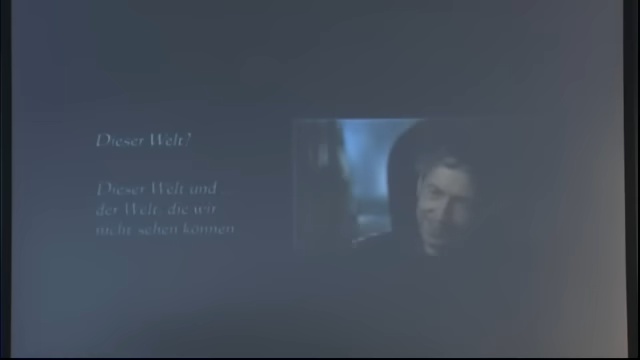 Dieser Welt?
Dieser Welt und
der Welt, die wir
nicht sehen können